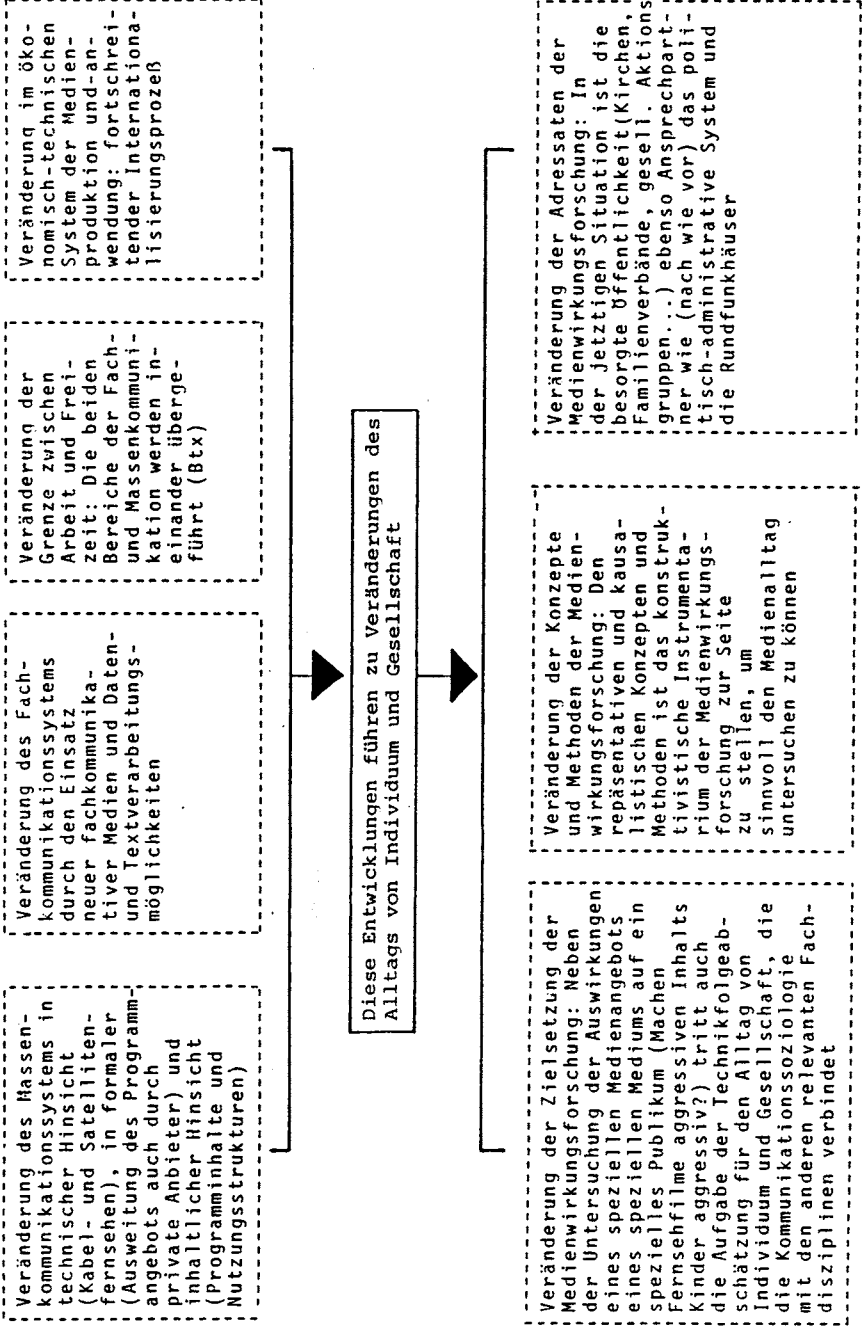 Veränderung des Massen-
kommunikationssystems in
technischer Hinsicht
(Kabel- und Satelliten-
fernsehen), in formaler
(Ausweitung des Programm-
angebots auch durch
private Anbieter) und
inhaltlicher Hinsicht
(Programminhalte und
Nutzungsstrukturen)
Veränderung des Fach-
kommunikationssystems
durch den Einsatz
neuer fachkommunika-
tiver Medien und Daten-
und Textverarbeitungs-
möglichkeiten
Veränderung der
Grenze zwischen
Arbeit und Frei-
zeit: Die beiden
Bereiche der Fach-
und Massenkommuni-
kation werden in-
einander überge-
führt (Btx)
Veränderung im öko-
nomisch-technischen
System der Medien-
produktion und-an-
wendung: fortschrei-
tender Internationa-
lisierungsprozeß
Diese Entwicklungen führen zu Veränderungen des
Alltags von Individuum und Gesellschaft
Veränderung der Zielsetzung der
Medienwirkungsforschung: Neben
der Untersuchung der Auswirkungen
eines speziellen Medienangebots
eines speziellen Mediums auf ein
spezielles Publikum (Machen
Fernsehfilme aggressiven Inhalts
Kinder aggressiv?) tritt auch
die Aufgabe der Technikfolgeab-
schätzung für den Alltag von
Individuum und Gesellschaft, die
die Kommunikationssoziologie
mit den anderen relevanten Fach-
disziplinen verbindet
Veränderung der Konzepte
und Methoden der Medien-
wirkungsforschung: Den
repäsentativen und kausa-
listischen Konzepten und
Methoden ist das konstruk-
tivistische Instrumenta-
rium der Medienwirkungs-
forschung zur Seite
zu stellen, um
sinnvoll den Medienalltag
untersuchen zu können
Veränderung der Adressaten der
Medienwirkungsforschung: In
der jetztigen Situation ist die
besorgte Öffentlichkeit(Kirchen,
Familienverbände, gesell. Aktions
gruppen...) ebenso Ansprechpart-
ner wie (nach wie vor) das poli-
tisch-administrative System und
die Rundfunkhäuser